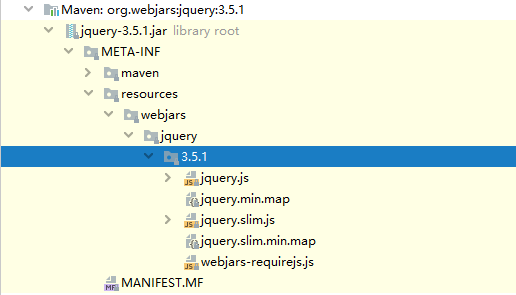 Maven: org.webjars:jquery:3.5.1
jquery-3.5.1.jar library root
META-INF
maven
resources
webjars
jquery
3.5.1
jquery.js
jquery.min.map
jquery.slim.js
jquery.slim.min.map
webjars-requirejs.js
MANIFEST.MF